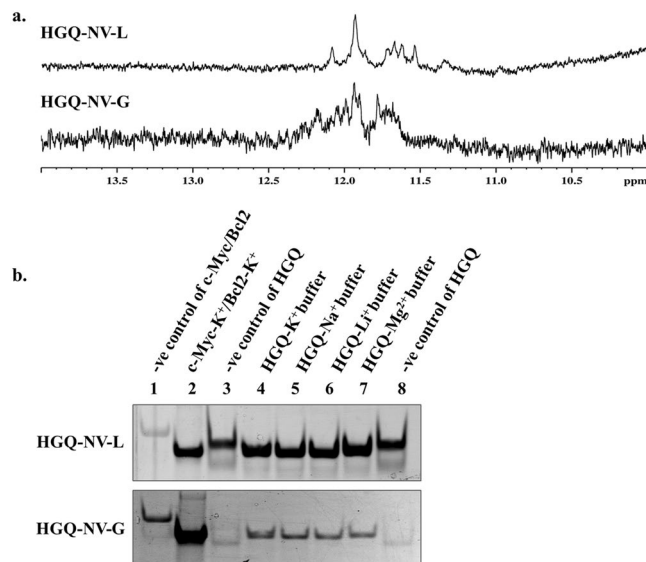 a.
HGQ-NV-L
HGQ-NV-G
13.5 13.0 12.5 12.0 11.5 11.0 10.5 ppm
b.
-ve control of c-Myc/Bcl2
c-Myc-K⁺/Bcl2-K⁺
-ve control of HGQ
HGQ-K⁺ buffer
HGQ-Na⁺ buffer
HGQ-Li⁺ buffer
HGQ-Mg²⁺ buffer
-ve control of HGQ
1 2 3 4 5 6 7 8
HGQ-NV-L
HGQ-NV-G